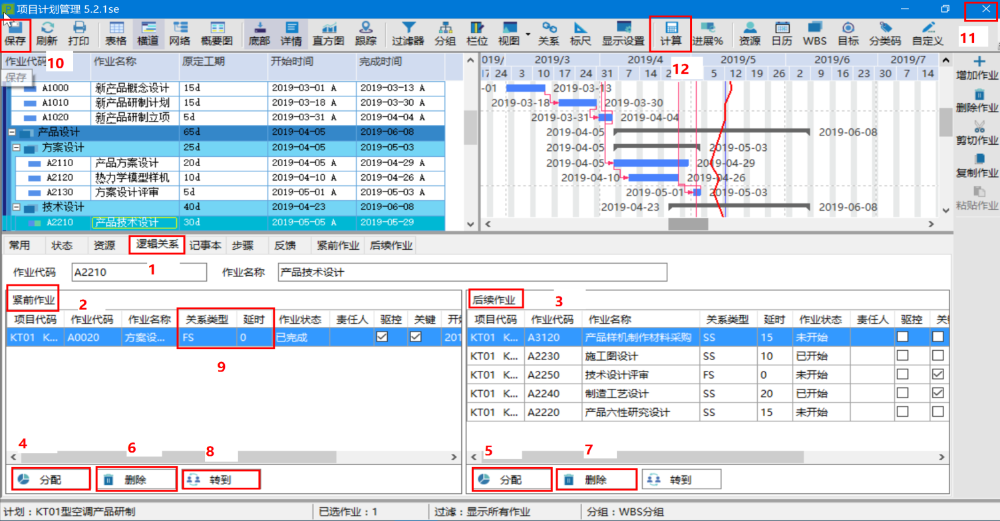 项目计划管理 5.2.1se
保存 刷新 打印 表格 横道 网络 概要图 底部 详情 直方图 跟踪 过滤器 分组 栏位 视图 关系 标尺 显示设置 计算 进展% 资源 日历 WBS 目标 分类码 自定义
11
10
12
保存
作业代码 作业名称 原定工期 开始时间 完成时间
019/ 2019/3 2019/4 2019/5 2019/6 2019/7
17 24 3 10 17 24 31 7 14 2 5 12 19 26 2 9 16 23 30 7 14
A1000 新产品概念设计 15d 2019-03-01 A 2019-03-13 A
A1010 新产品研制计划 15d 2019-03-18 A 2019-03-30 A
A1020 新产品研制立项 5d 2019-03-31 A 2019-04-04 A
产品设计 65d 2019-04-05 2019-06-08
方案设计 25d 2019-04-05 2019-05-03
A2110 产品方案设计 20d 2019-04-05 A 2019-04-29 A
A2120 热力学模型样机 10d 2019-04-10 A 2019-04-26 A
A2130 方案设计评审 5d 2019-05-01 A 2019-05-03 A
技术设计 40d 2019-04-23 2019-06-08
A2210 产品技术设计 30d 2019-05-05 A 2019-05-29
-01 2019-03-13
2019-03-18 2019-03-30
2019-03-31 2019-04-04
2019-04-05 2019-06-08
2019-04-05 2019-05-03
2019-04-05 2019-04-29
2019-04-10 2019-04-26
2019-05-01 2019-05-03
2019-04-23 2019-06-08
增加作业
删除作业
剪切作业
复制作业
粘贴作业
常用 状态 资源 逻辑关系 记事本 步骤 反馈 紧前作业 后续作业
1
作业代码 A2210 作业名称 产品技术设计
紧前作业
2
项目代码 作业代码 作业名称 关系类型 延时 作业状态 责任人 驱控 关键 开始
KT01 K... A0020 方案设... FS 0 已完成 201
9
4
6
8
分配 删除 转到
后续作业
3
项目代码 作业代码 作业名称 关系类型 延时 作业状态 责任人 驱控 关键
KT01 K... A3120 产品样机制作材料采购 SS 15 未开始
KT01 K... A2230 施工图设计 SS 10 已开始
KT01 K... A2250 技术设计评审 FS 0 未开始
KT01 K... A2240 制造工艺设计 SS 20 已开始
KT01 K... A2220 产品六性研究设计 SS 15 未开始
5
7
分配 删除 转到
计划：KT01型空调产品研制 已选作业：1 过滤：显示所有作业 分组：WBS分组